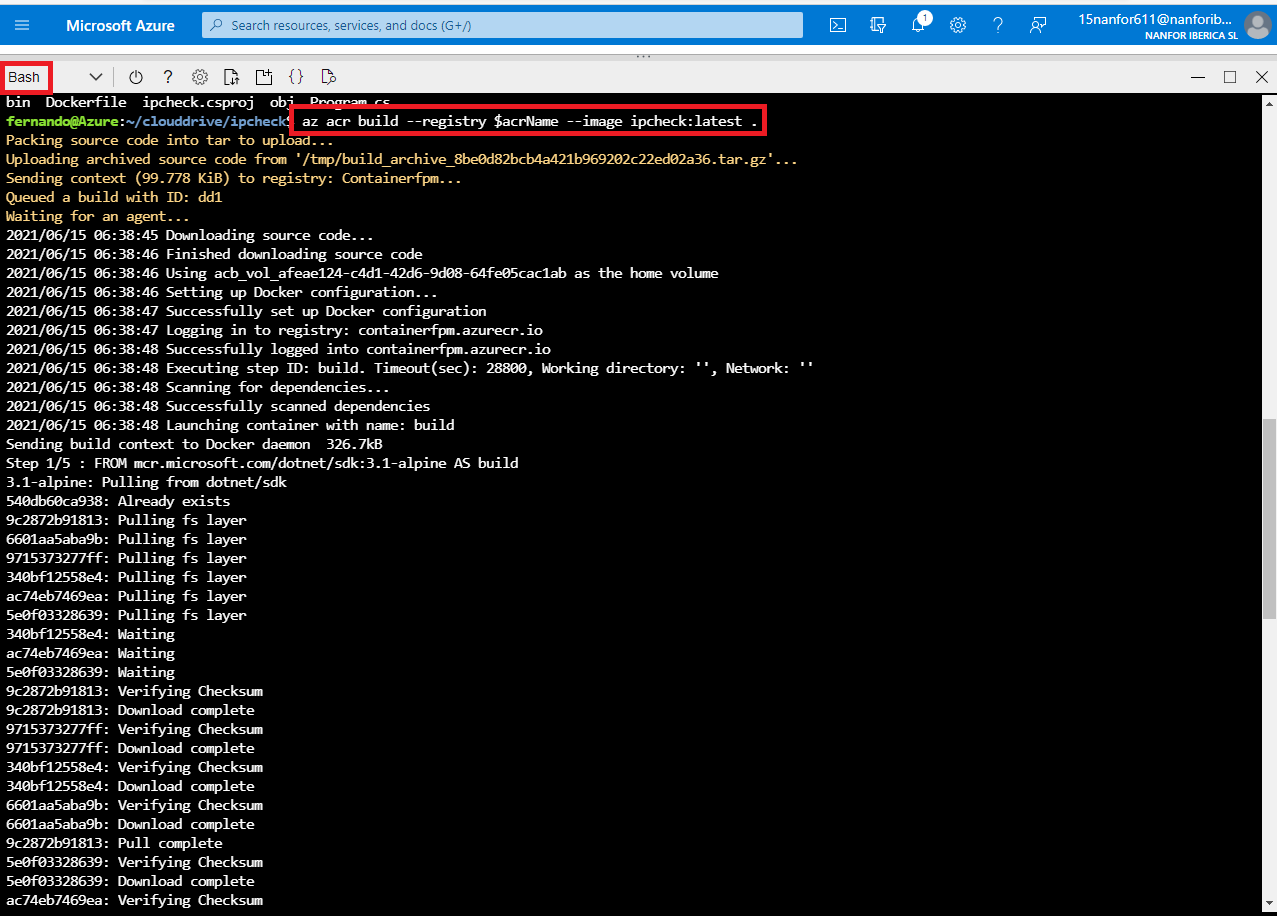 Microsoft Azure
Search resources, services, and docs (G+/)
1
15nanfor611@nanforib...
NANFOR IBERICA SL
Bash
bin Dockerfile ipcheck.csproj obj Program.cs
fernando@Azure:~/clouddrive/ipcheck$ az acr build --registry $acrName --image ipcheck:latest .
Packing source code into tar to upload...
Uploading archived source code from '/tmp/build_archive_8be0d82bcb4a421b969202c22ed02a36.tar.gz'...
Sending context (99.778 KiB) to registry: Containerfpm...
Queued a build with ID: dd1
Waiting for an agent...
2021/06/15 06:38:45 Downloading source code...
2021/06/15 06:38:46 Finished downloading source code
2021/06/15 06:38:46 Using acb_vol_afeae124-c4d1-42d6-9d08-64fe05cac1ab as the home volume
2021/06/15 06:38:46 Setting up Docker configuration...
2021/06/15 06:38:47 Successfully set up Docker configuration
2021/06/15 06:38:47 Logging in to registry: containerfpm.azurecr.io
2021/06/15 06:38:48 Successfully logged into containerfpm.azurecr.io
2021/06/15 06:38:48 Executing step ID: build. Timeout(sec): 28800, Working directory: '', Network: ''
2021/06/15 06:38:48 Scanning for dependencies...
2021/06/15 06:38:48 Successfully scanned dependencies
2021/06/15 06:38:48 Launching container with name: build
Sending build context to Docker daemon  326.7kB
Step 1/5 : FROM mcr.microsoft.com/dotnet/sdk:3.1-alpine AS build
3.1-alpine: Pulling from dotnet/sdk
540db60ca938: Already exists
9c2872b91813: Pulling fs layer
6601aa5aba9b: Pulling fs layer
9715373277ff: Pulling fs layer
340bf12558e4: Pulling fs layer
ac74eb7469ea: Pulling fs layer
5e0f03328639: Pulling fs layer
340bf12558e4: Waiting
ac74eb7469ea: Waiting
5e0f03328639: Waiting
9c2872b91813: Verifying Checksum
9c2872b91813: Download complete
9715373277ff: Verifying Checksum
9715373277ff: Download complete
340bf12558e4: Verifying Checksum
340bf12558e4: Download complete
6601aa5aba9b: Verifying Checksum
6601aa5aba9b: Download complete
9c2872b91813: Pull complete
5e0f03328639: Verifying Checksum
5e0f03328639: Download complete
ac74eb7469ea: Verifying Checksum